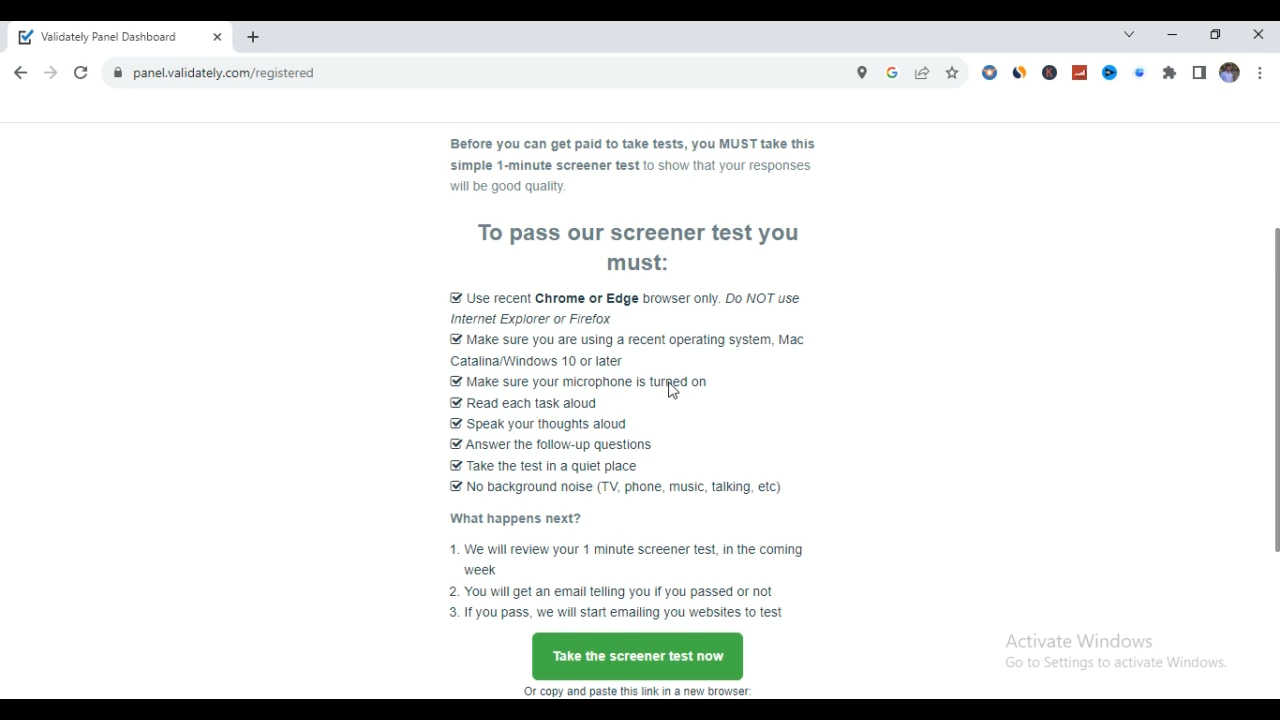 Validately Panel Dashboard
panel.validately.com/registered
Before you can get paid to take tests, you MUST take this
simple 1-minute screener test to show that your responses
will be good quality.
To pass our screener test you
must:
Use recent Chrome or Edge browser only. Do NOT use
Internet Explorer or Firefox
Make sure you are using a recent operating system, Mac
Catalina/Windows 10 or later
Make sure your microphone is turned on
Read each task aloud
Speak your thoughts aloud
Answer the follow-up questions
Take the test in a quiet place
No background noise (TV, phone, music, talking, etc)
What happens next?
1. We will review your 1 minute screener test, in the coming
week
2. You will get an email telling you if you passed or not
3. If you pass, we will start emailing you websites to test
Take the screener test now
Or copy and paste this link in a new browser:
Activate Windows
Go to Settings to activate Windows.